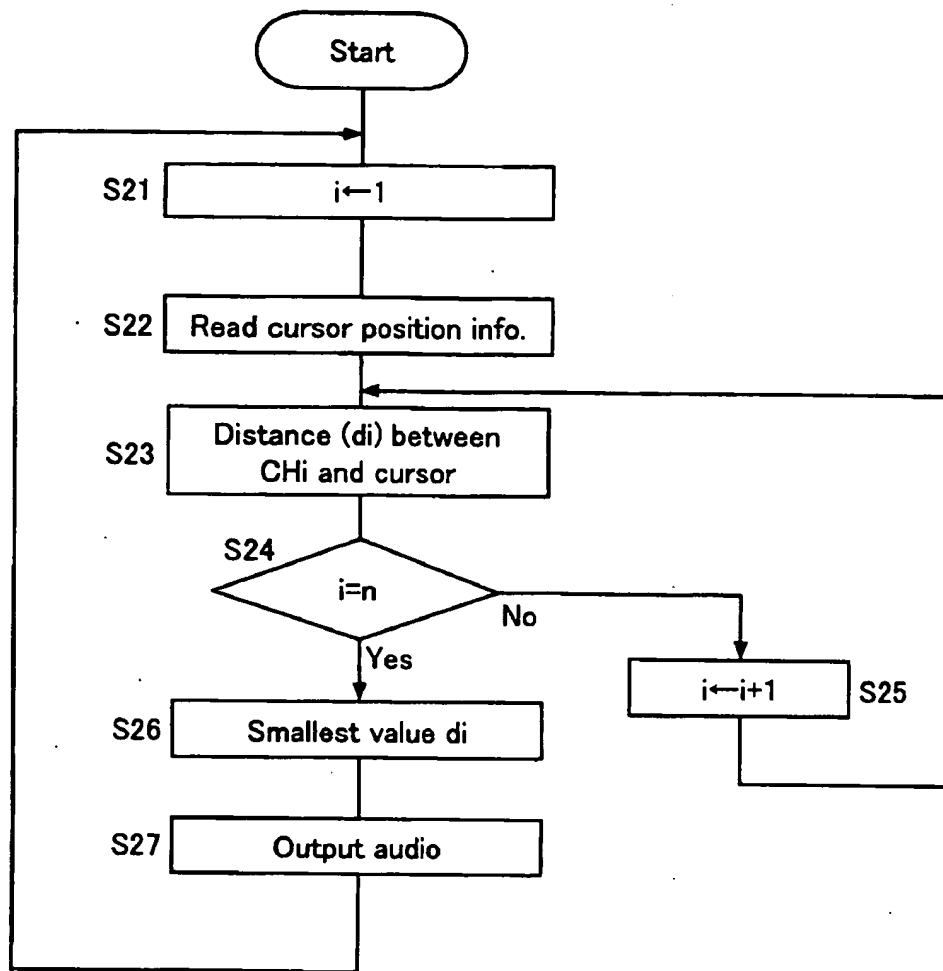 Start
S21
i←1
S22
Read cursor position info.
S23
Distance (di) between
CHi and cursor
S24
i=n
No
Yes
i←i+1
S25
S26
Smallest value di
S27
Output audio